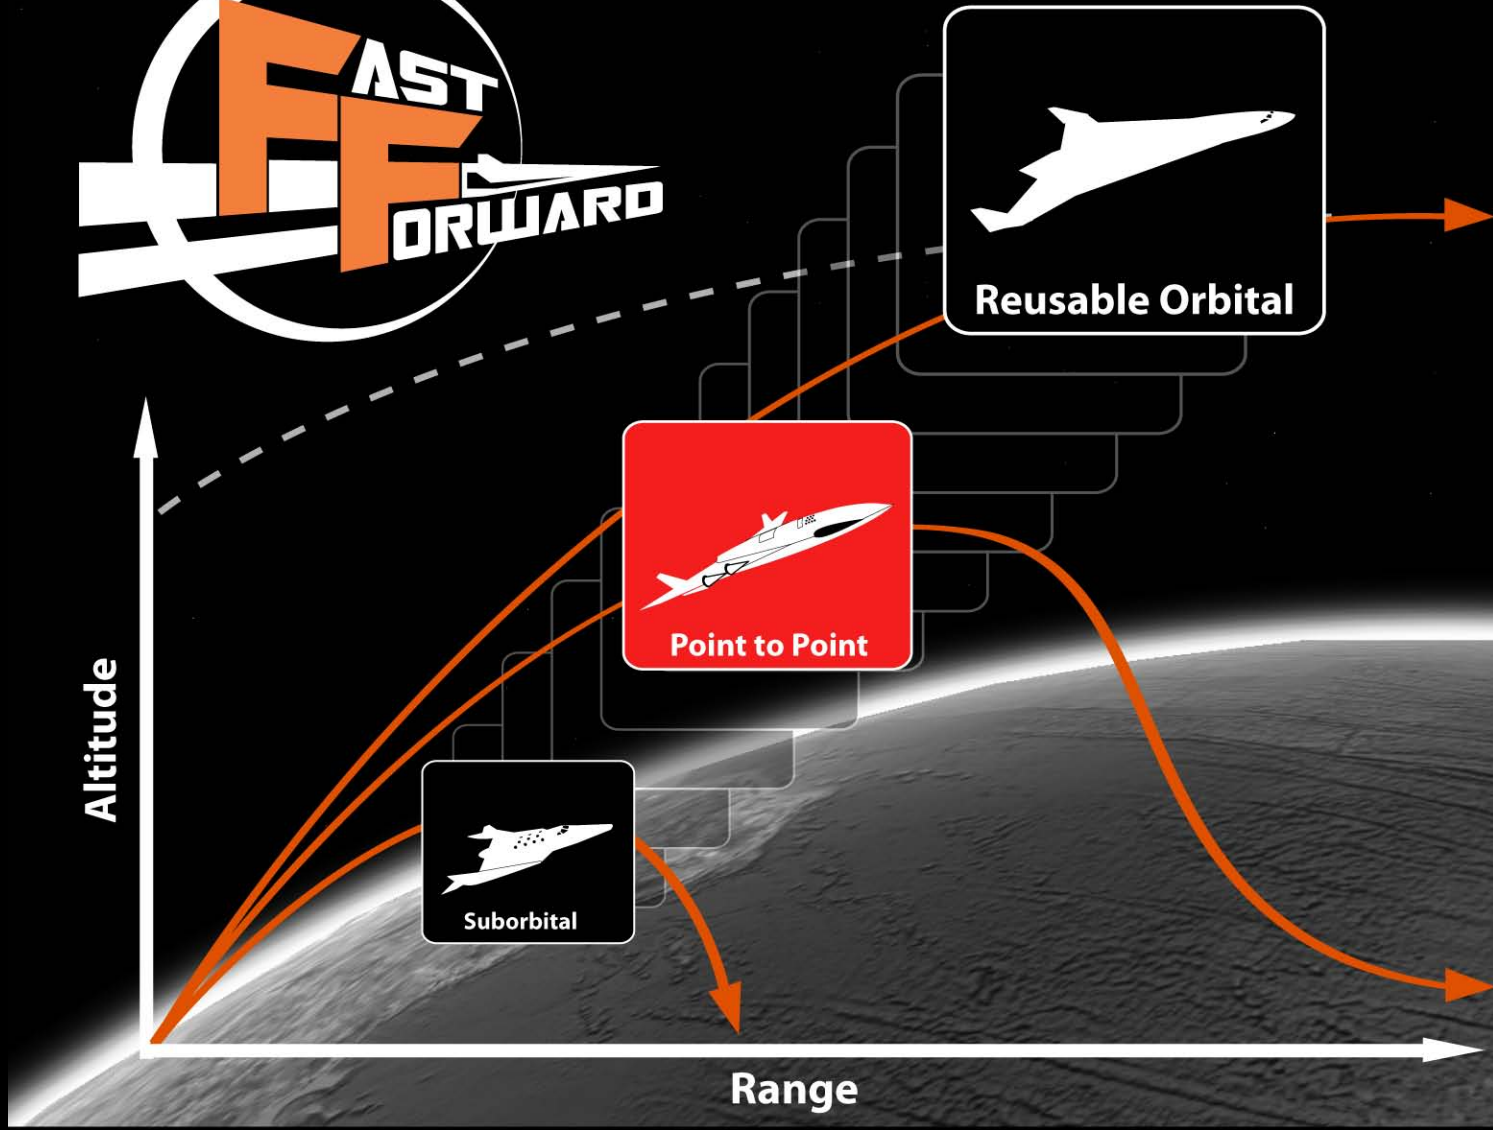 FAST
FORWARD
Reusable Orbital
Point to Point
Suborbital
Altitude
Range